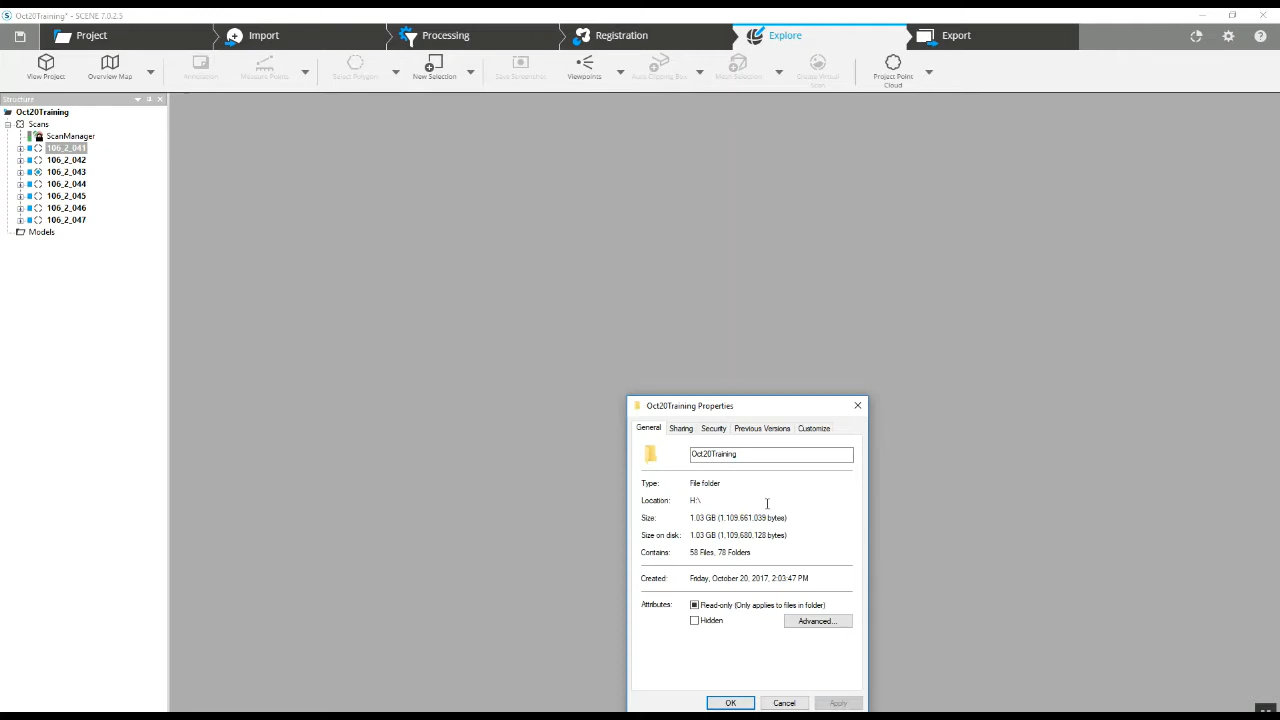 Oct20Training* - SCENE 7.0.2.5
Project
Import
Processing
Registration
Explore
Export
View Project
Overview Map
Annotation
Measure Points
Select Polygon
New Selection
Save Screenshot
Viewpoints
Auto Clipping Box
Mesh Selection
Create Virtual
Scan
Project Point
Cloud
Structure
Oct20Training
Scans
ScanManager
106_2_041
106_2_042
106_2_043
106_2_044
106_2_045
106_2_046
106_2_047
Models
Oct20Training Properties
General Sharing Security Previous Versions Customize
Oct20Training
Type: File folder
Location: H:\
Size: 1.03 GB (1,109,661,039 bytes)
Size on disk: 1.03 GB (1,109,680,128 bytes)
Contains: 58 Files, 78 Folders
Created: Friday, October 20, 2017, 2:03:47 PM
Attributes: Read-only (Only applies to files in folder)
Hidden Advanced...
OK Cancel Apply